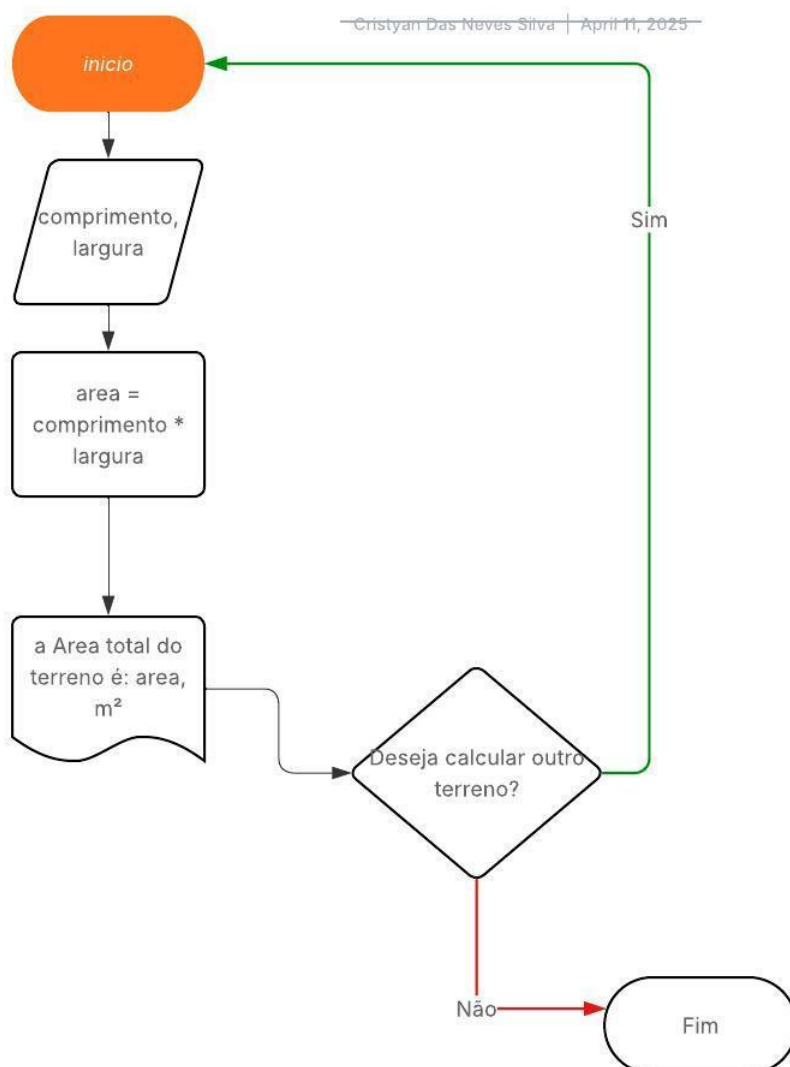 Cristyan Das Neves Silva | April 11, 2025
inicio
comprimento,
largura
area =
comprimento *
largura
a Area total do
terreno é: area,
m²
Deseja calcular outro
terreno?
Sim
Não
Fim